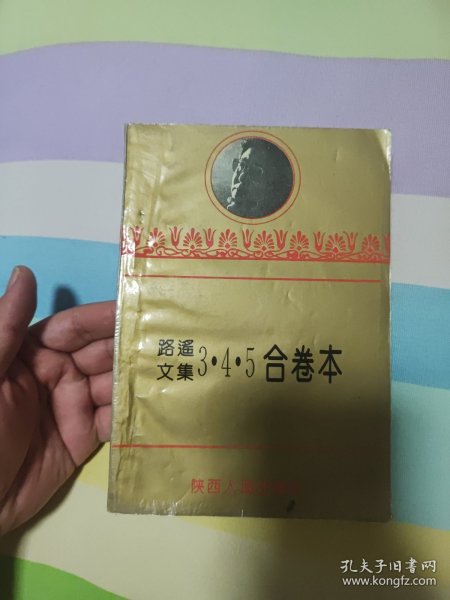 路遥
文集
3·4·5合卷本
陕西人民出版社
孔夫子旧书网
www.kongfz.com